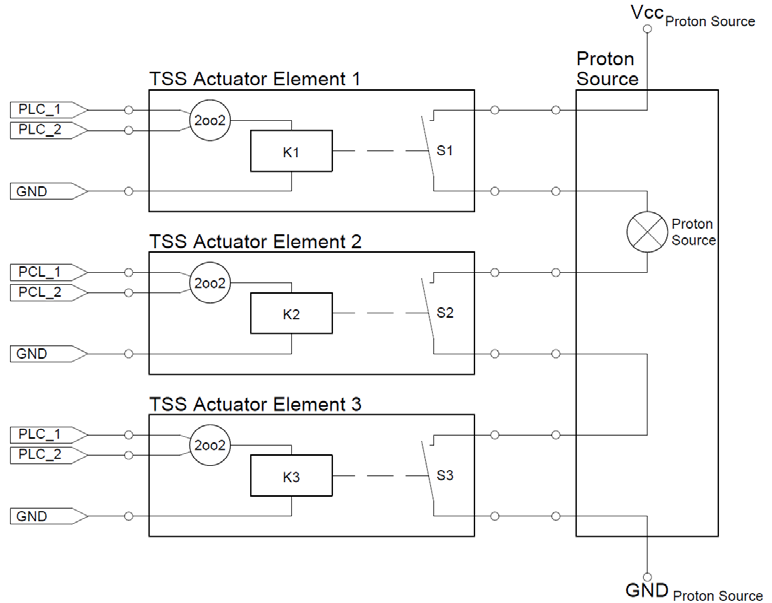 Vcc Proton Source
Proton
Source
TSS Actuator Element 1
PLC_1
PLC_2
2oo2
K1
S1
GND
Proton
Source
TSS Actuator Element 2
PCL_1
PCL_2
2oo2
K2
S2
GND
TSS Actuator Element 3
PLC_1
PLC_2
2oo2
K3
S3
GND
GND Proton Source